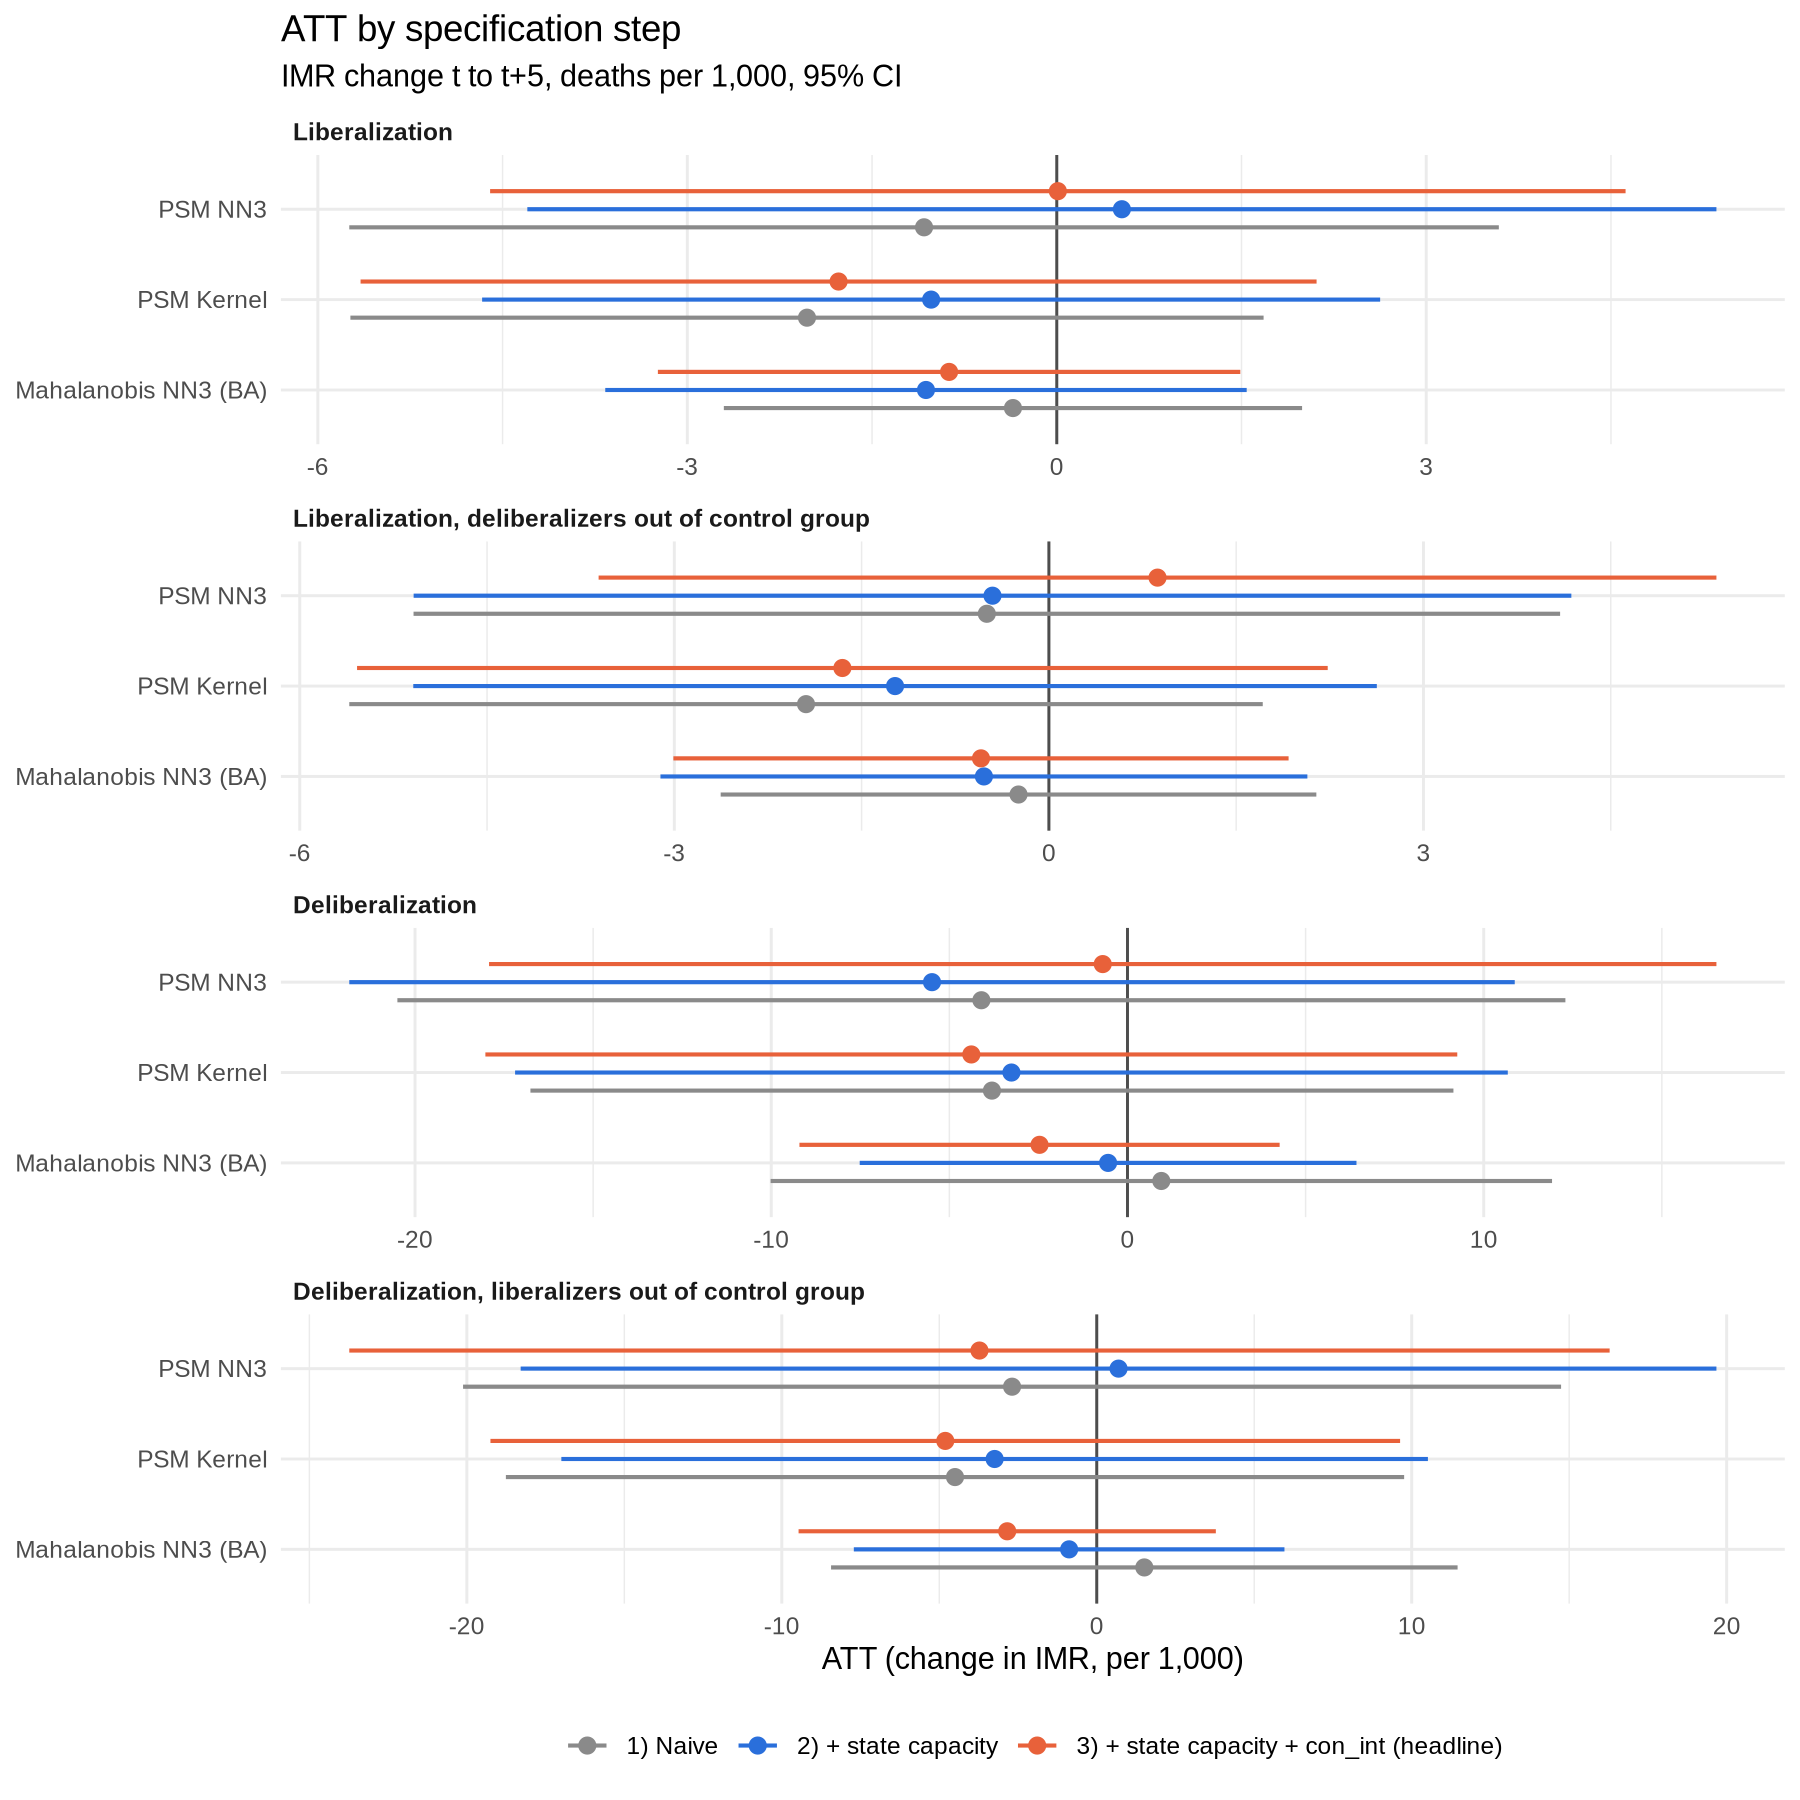 ATT by specification step
IMR change t to t+5, deaths per 1,000, 95% CI
Liberalization
PSM NN3
PSM Kernel
Mahalanobis NN3 (BA)
-6 -3 0 3
Liberalization, deliberalizers out of control group
PSM NN3
PSM Kernel
Mahalanobis NN3 (BA)
-6 -3 0 3
Deliberalization
PSM NN3
PSM Kernel
Mahalanobis NN3 (BA)
-20 -10 0 10
Deliberalization, liberalizers out of control group
PSM NN3
PSM Kernel
Mahalanobis NN3 (BA)
-20 -10 0 10 20
ATT (change in IMR, per 1,000)
1) Naive 2) + state capacity 3) + state capacity + con_int (headline)